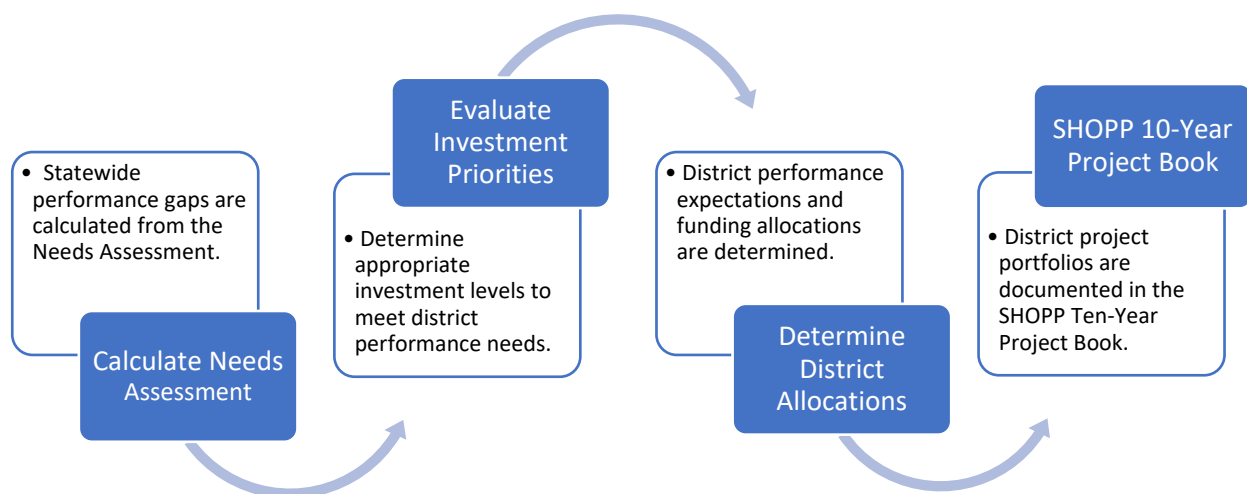 • Statewide
performance gaps are
calculated from the
Needs Assessment.
Calculate Needs
Assessment
Evaluate
Investment
Priorities
• Determine
appropriate
investment levels to
meet district
performance needs.
• District performance
expectations and
funding allocations
are determined.
Determine
District
Allocations
SHOPP 10-Year
Project Book
• District project
portfolios are
documented in the
SHOPP Ten-Year
Project Book.